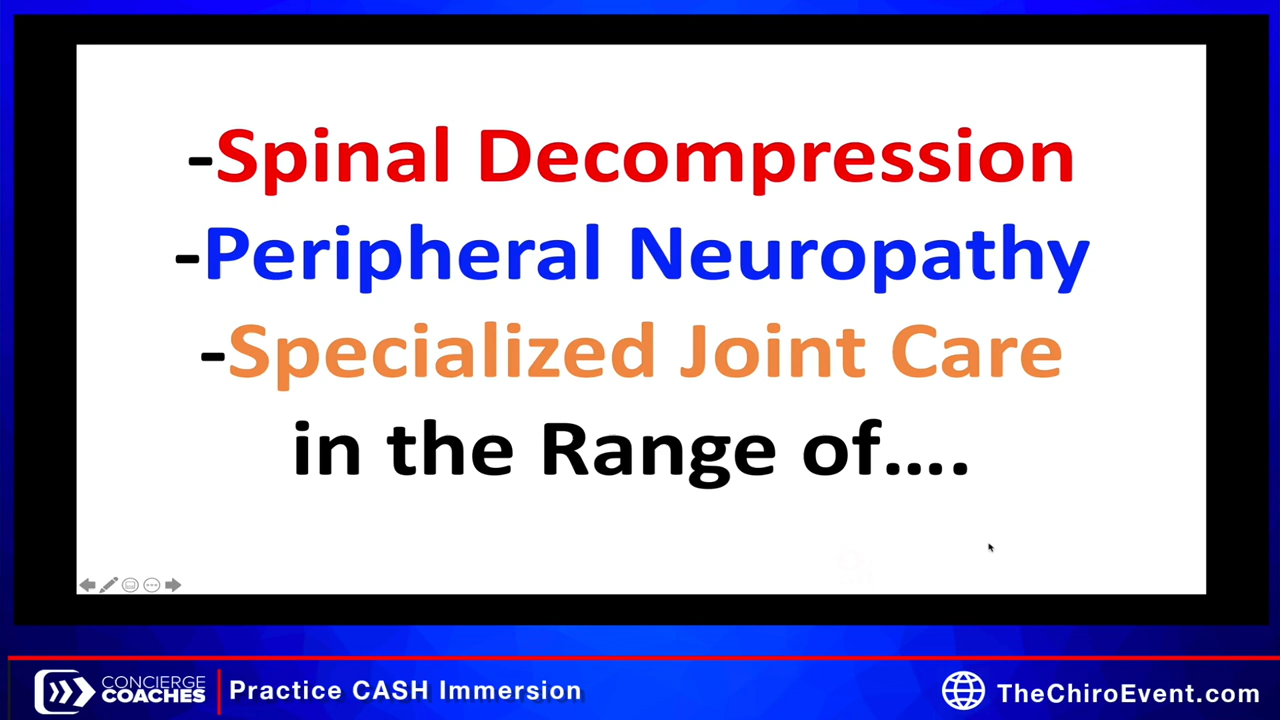 -Spinal Decompression
-Peripheral Neuropathy
-Specialized Joint Care
in the Range of….
CONCIERGE
COACHES
Practice CASH Immersion
TheChiroEvent.com